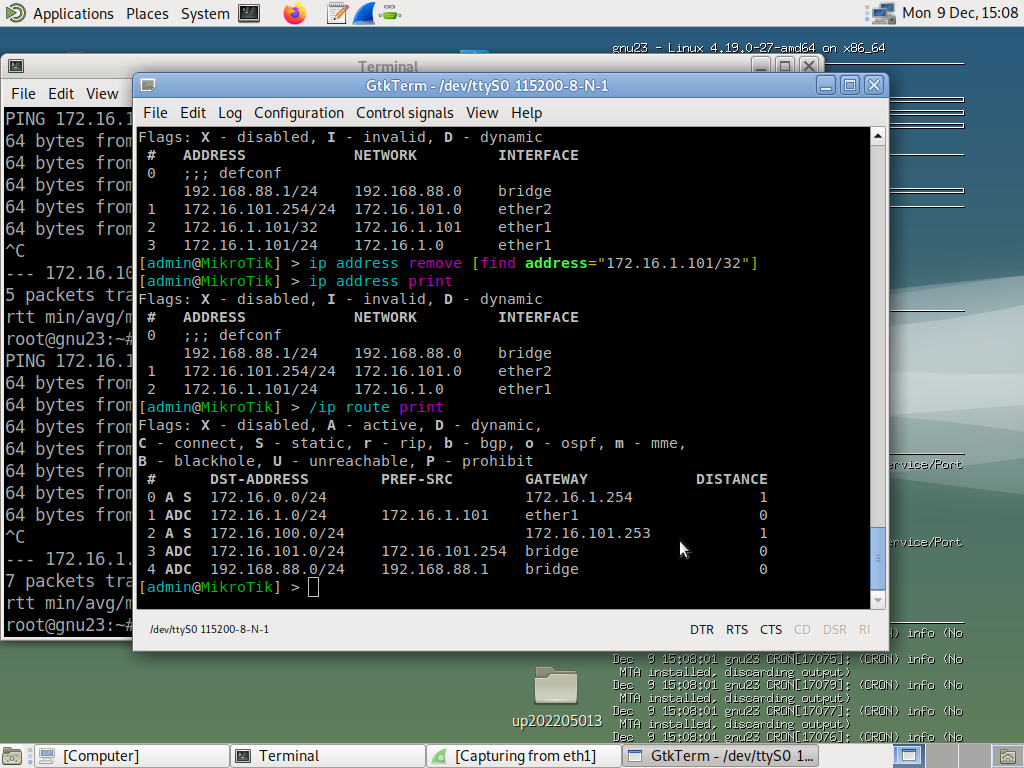 Applications Places System Mon 9 Dec, 15:08
gnu23 - Linux 4.19.0-27-amd64 on x86_64
Terminal
File Edit View
PING 172.16.1
64 bytes from
64 bytes from
64 bytes from
64 bytes from
64 bytes from
^C
--- 172.16.10
5 packets tra
rtt min/avg/m
root@gnu23:~#
PING 172.16.1
64 bytes from
64 bytes from
64 bytes from
64 bytes from
64 bytes from
64 bytes from
64 bytes from
^C
--- 172.16.1.
7 packets tra
rtt min/avg/m
root@gnu23:~#
GtkTerm - /dev/ttyS0 115200-8-N-1
File Edit Log Configuration Control signals View Help
Flags: X - disabled, I - invalid, D - dynamic
# ADDRESS NETWORK INTERFACE
0 ;;; defconf
192.168.88.1/24 192.168.88.0 bridge
1 172.16.101.254/24 172.16.101.0 ether2
2 172.16.1.101/32 172.16.1.101 ether1
3 172.16.1.101/24 172.16.1.0 ether1
[admin@MikroTik] > ip address remove [find address="172.16.1.101/32"]
[admin@MikroTik] > ip address print
Flags: X - disabled, I - invalid, D - dynamic
# ADDRESS NETWORK INTERFACE
0 ;;; defconf
192.168.88.1/24 192.168.88.0 bridge
1 172.16.101.254/24 172.16.101.0 ether2
2 172.16.1.101/24 172.16.1.0 ether1
[admin@MikroTik] > /ip route print
Flags: X - disabled, A - active, D - dynamic,
C - connect, S - static, r - rip, b - bgp, o - ospf, m - mme,
B - blackhole, U - unreachable, P - prohibit
# DST-ADDRESS PREF-SRC GATEWAY DISTANCE
0 A S 172.16.0.0/24 172.16.1.254 1
1 ADC 172.16.1.0/24 172.16.1.101 ether1 0
2 A S 172.16.100.0/24 172.16.101.253 1
3 ADC 172.16.101.0/24 172.16.101.254 bridge 0
4 ADC 192.168.88.0/24 192.168.88.1 bridge 0
[admin@MikroTik] >
/dev/ttyS0 115200-8-N-1 DTR RTS CTS CD DSR RI
ervice/Port
ervice/Port
) info (No
Dec 9 15:08:01 gnu23 CRON[17075]: (CRON) info (No
MTA installed, discarding output)
Dec 9 15:08:01 gnu23 CRON[17079]: (CRON) info (No
MTA installed, discarding output)
Dec 9 15:08:01 gnu23 CRON[17077]: (CRON) info (No
MTA installed, discarding output)
Dec 9 15:08:01 gnu23 CRON[17076]: (CRON) info (No
up202205013
[Computer] Terminal [Capturing from eth1] GtkTerm - /dev/ttyS0 1...